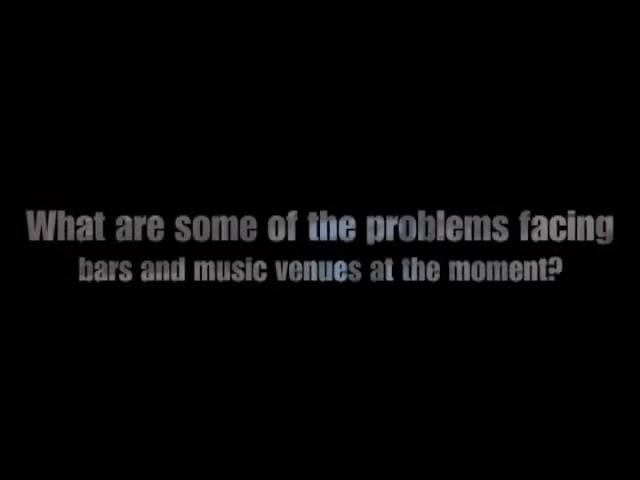 What are some of the problems facing
bars and music venues at the moment?